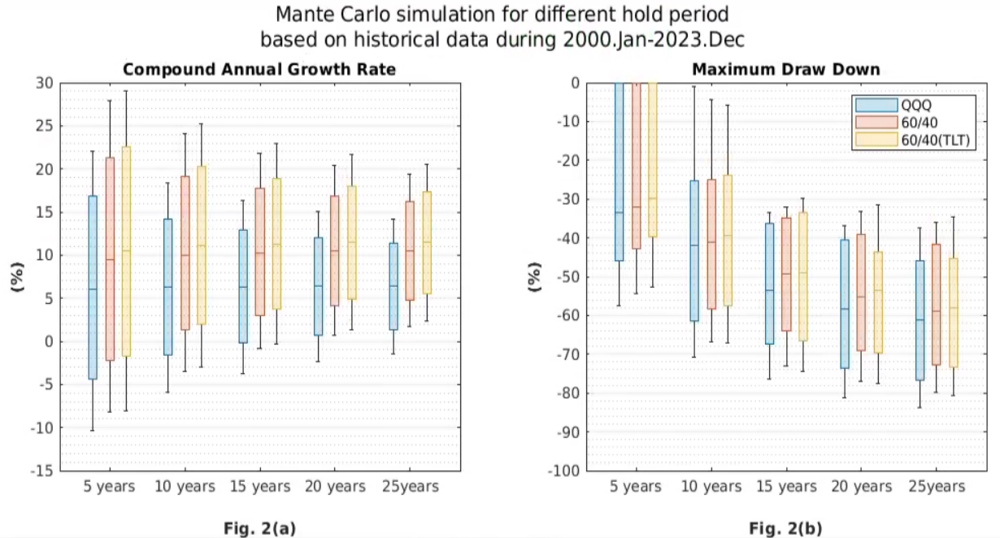 Mante Carlo simulation for different hold period
based on historical data during 2000.Jan-2023.Dec
Compound Annual Growth Rate
30
25
20
15
10
5
0
-5
-10
-15
(%)
5 years
10 years
15 years
20 years
25years
Fig. 2(a)
Maximum Draw Down
0
-10
-20
-30
-40
-50
-60
-70
-80
-90
-100
(%)
QQQ
60/40
60/40(TLT)
5 years
10 years
15 years
20 years
25years
Fig. 2(b)